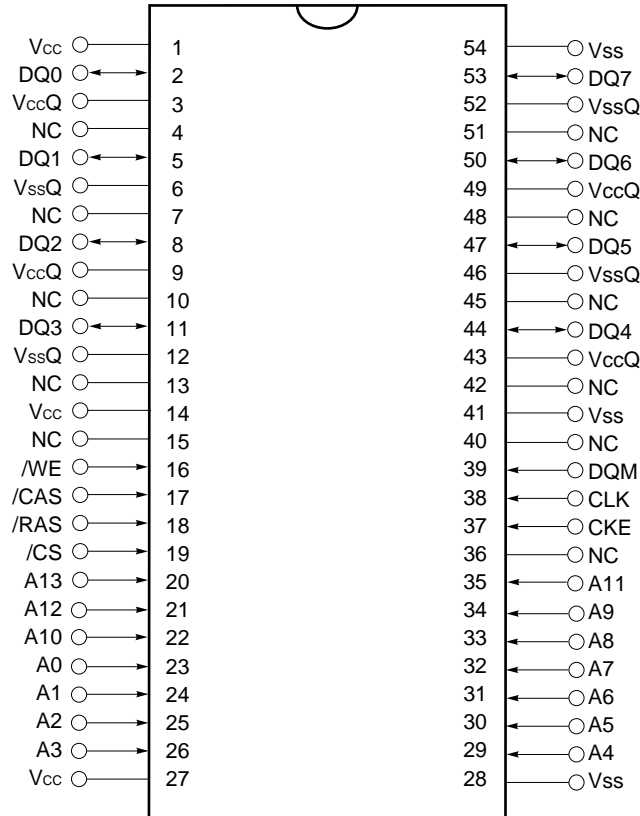 Vcc 1 54 Vss
DQ0 2 53 DQ7
VccQ 3 52 VssQ
NC 4 51 NC
DQ1 5 50 DQ6
VssQ 6 49 VccQ
NC 7 48 NC
DQ2 8 47 DQ5
VccQ 9 46 VssQ
NC 10 45 NC
DQ3 11 44 DQ4
VssQ 12 43 VccQ
NC 13 42 NC
Vcc 14 41 Vss
NC 15 40 NC
/WE 16 39 DQM
/CAS 17 38 CLK
/RAS 18 37 CKE
/CS 19 36 NC
A13 20 35 A11
A12 21 34 A9
A10 22 33 A8
A0 23 32 A7
A1 24 31 A6
A2 25 30 A5
A3 26 29 A4
Vcc 27 28 Vss